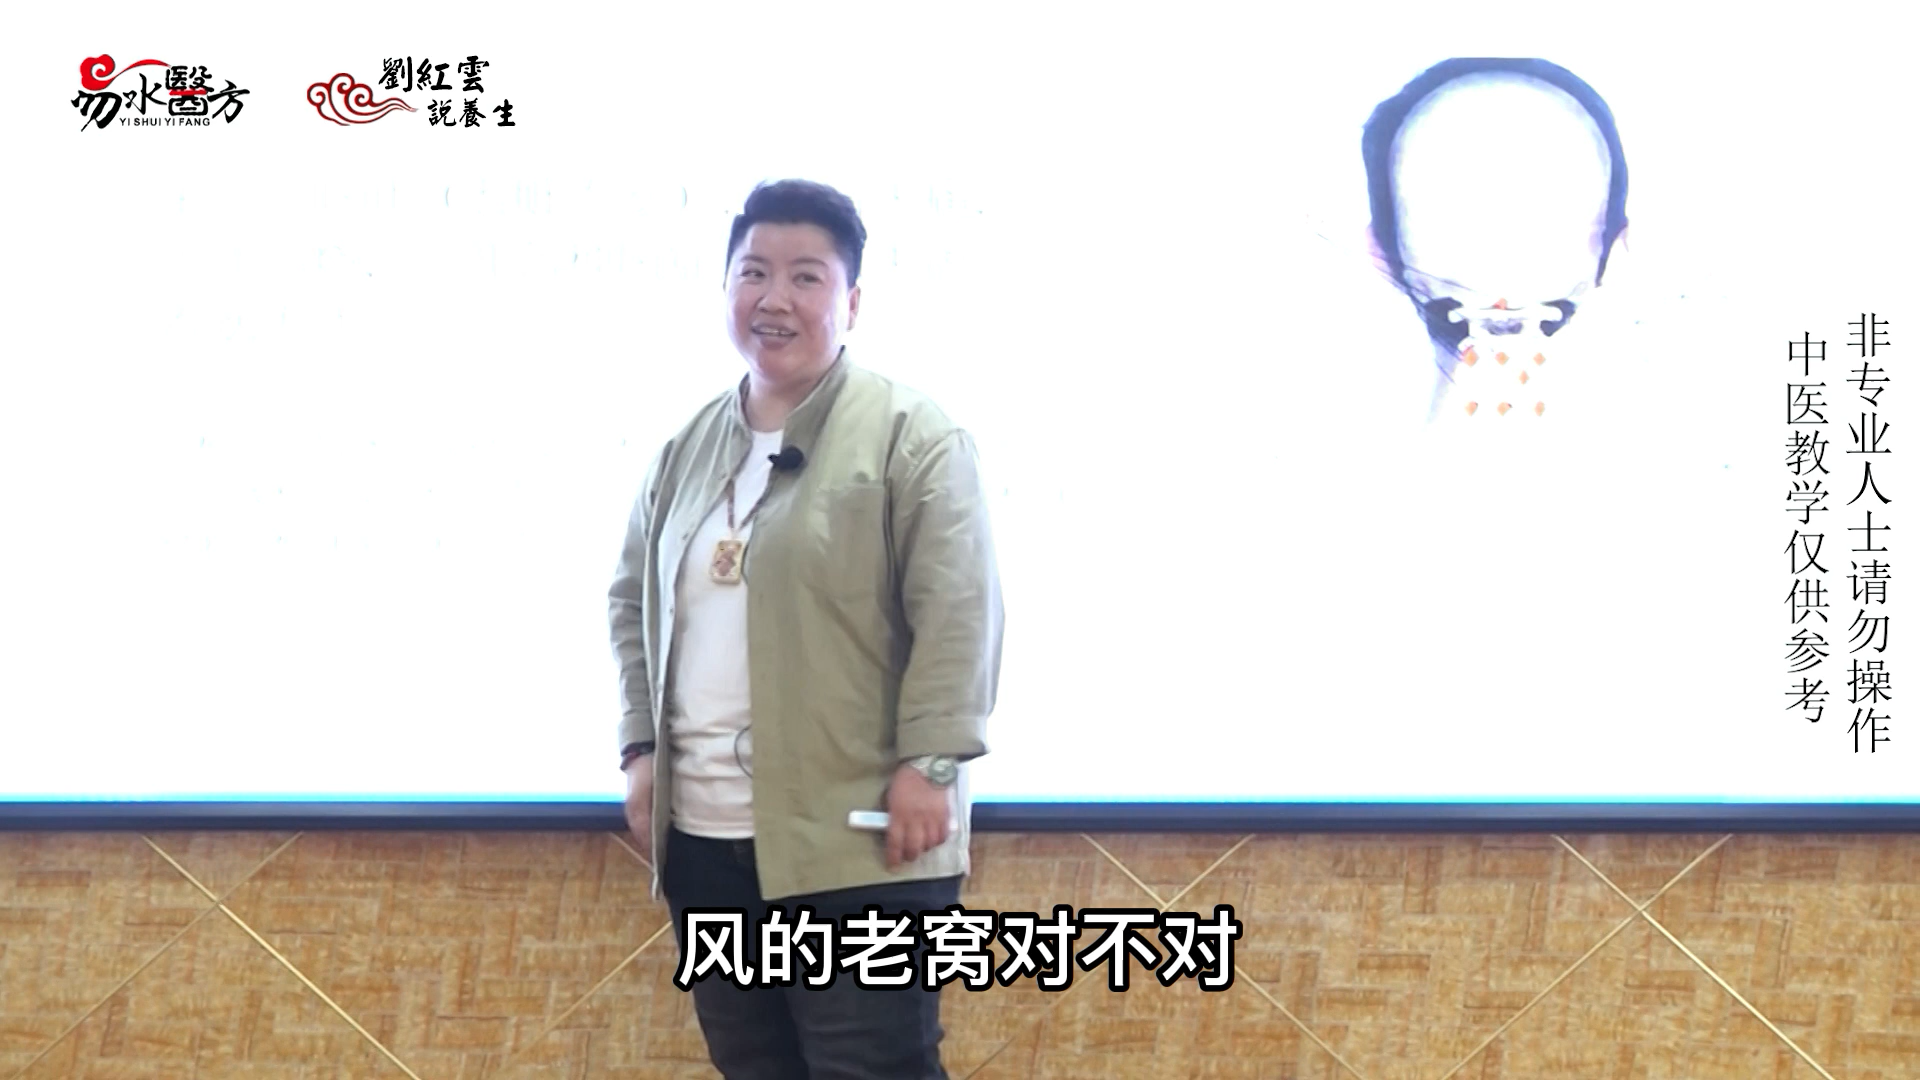 易水醫方
YI SHUI YI FANG
劉紅雲
説養生
非专业人士请勿操作
中医教学仅供参考
风的老窝对不对